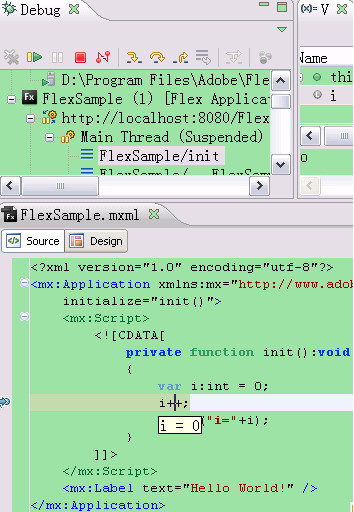 Debug
V
D:\Program Files\Adobe\Fle
FlexSample (1) [Flex Applica
http://localhost:8080/Flex
Main Thread (Suspended)
FlexSample/init
Name
thi
i
0
FlexSample.mxml
Source
Design
<?xml version="1.0" encoding="utf-8"?>
<mx:Application xmlns:mx="http://www.adob
initialize="init()">
<mx:Script>
<![CDATA[
private function init():void
{
var i:int = 0;
i++;
i = 0
("i="+i);
}
]]>
</mx:Script>
<mx:Label text="Hello World!" />
</mx:Application>